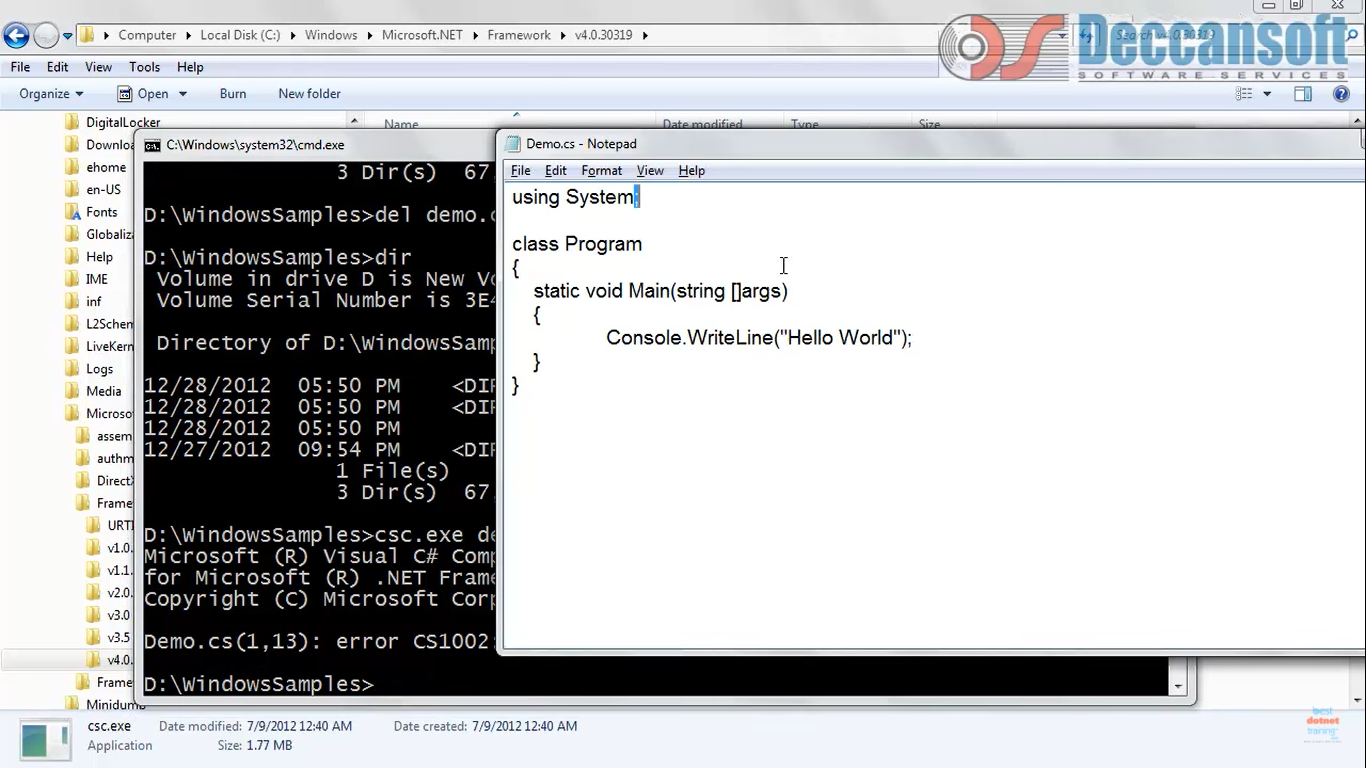 Computer
Local Disk (C:)
Windows
Microsoft.NET
Framework
v4.0.30319
Search v4.0.30319
Deccansoft
SOFTWARE SERVICES
File Edit View Tools Help
Organize
Open
Burn
New folder
Name
Date modified
Type
Size
DigitalLocker
Downlo
ehome
en-US
Fonts
Globaliz
Help
IME
inf
L2Schem
LiveKern
Logs
Media
Microso
assem
authm
DirectX
Fram
URTI
v1.0.
v1.1.
v2.0.
v3.0
v3.5
v4.0.
Frame
Minidump
C:\Windows\system32\cmd.exe
3 Dir(s) 67,
D:\WindowsSamples>del demo.c
D:\WindowsSamples>dir
Volume in drive D is New Vo
Volume Serial Number is 3E4
Directory of D:\WindowsSamp
12/28/2012 05:50 PM <DIR
12/28/2012 05:50 PM <DIR
12/28/2012 05:50 PM
12/27/2012 09:54 PM <DIR
1 File(s)
3 Dir(s) 67,
D:\WindowsSamples>csc.exe de
Microsoft (R) Visual C# Comp
for Microsoft (R) .NET Frame
Copyright (C) Microsoft Corp
Demo.cs(1,13): error CS1002:
D:\WindowsSamples>
Demo.cs - Notepad
File Edit Format View Help
using System;
class Program
{
static void Main(string []args)
{
Console.WriteLine("Hello World");
}
}
csc.exe
Application
Date modified: 7/9/2012 12:40 AM
Size: 1.77 MB
Date created: 7/9/2012 12:40 AM
best
dotnet
training